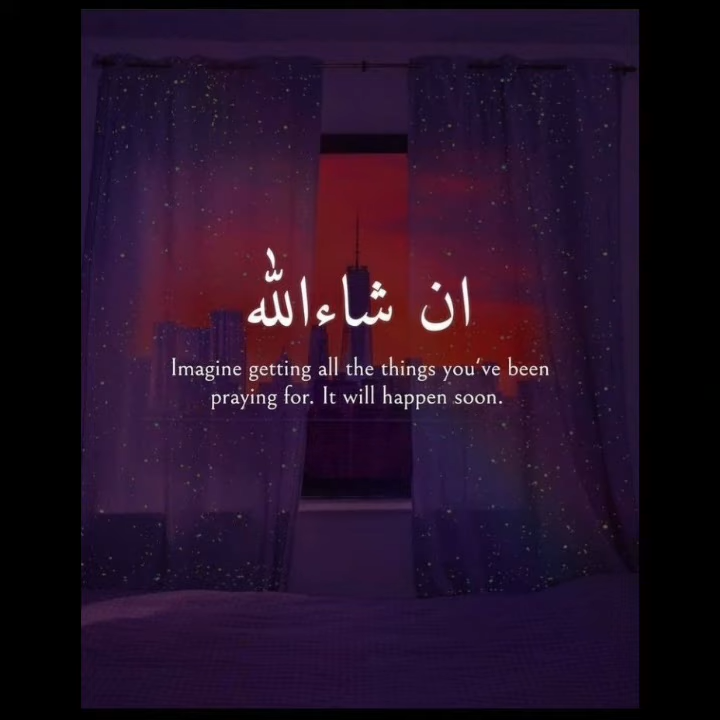 ان شاءالله
Imagine getting all the things you've been
praying for. It will happen soon.